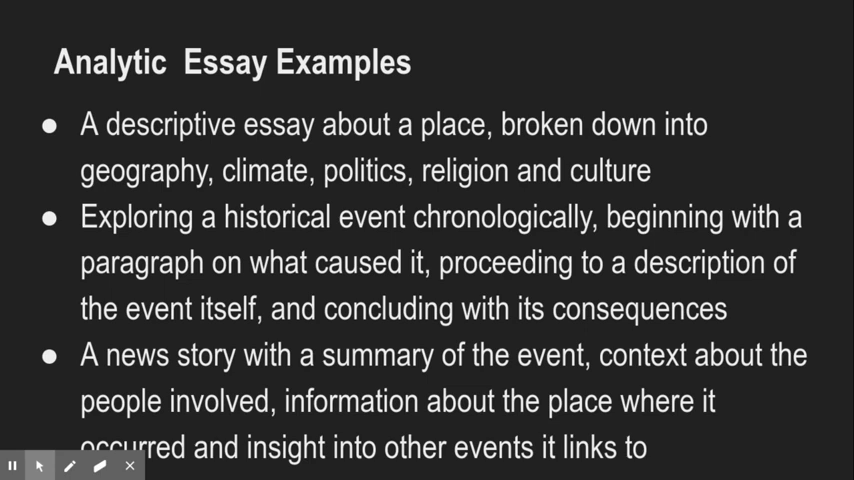 Analytic Essay Examples
● A descriptive essay about a place, broken down into
geography, climate, politics, religion and culture
● Exploring a historical event chronologically, beginning with a
paragraph on what caused it, proceeding to a description of
the event itself, and concluding with its consequences
● A news story with a summary of the event, context about the
people involved, information about the place where it
occurred and insight into other events it links to